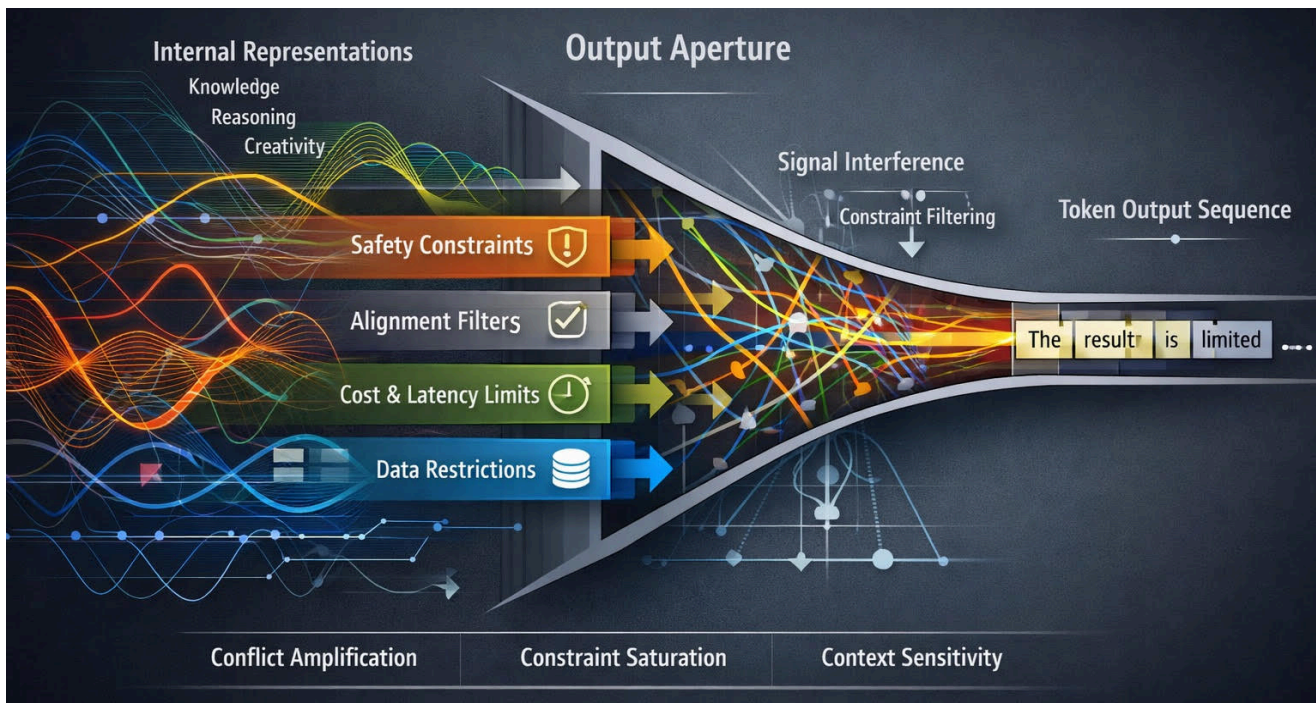 Output Aperture
Internal Representations
Knowledge
Reasoning
Creativity
Signal Interference
Constraint Filtering
Token Output Sequence
Safety Constraints
Alignment Filters
Cost & Latency Limits
Data Restrictions
The result is limited ...
Conflict Amplification
Constraint Saturation
Context Sensitivity